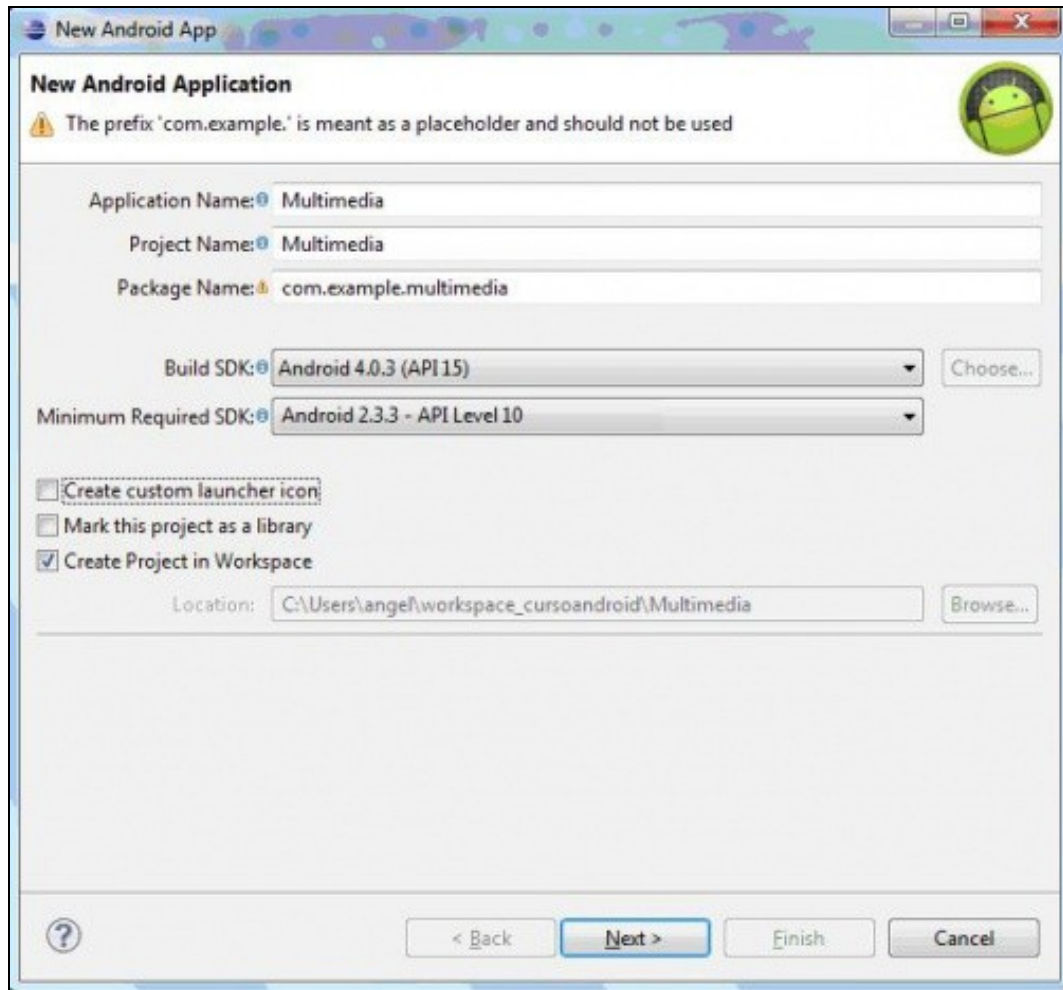 New Android App
New Android Application
The prefix 'com.example.' is meant as a placeholder and should not be used
Application Name: Multimedia
Project Name: Multimedia
Package Name: com.example.multimedia
Build SDK: Android 4.0.3 (API 15) Choose...
Minimum Required SDK: Android 2.3.3 - API Level 10
Create custom launcher icon
Mark this project as a library
Create Project in Workspace
Location: C:\Users\angel\workspace_cursoandroid\Multimedia Browse...
? < Back Next > Finish Cancel